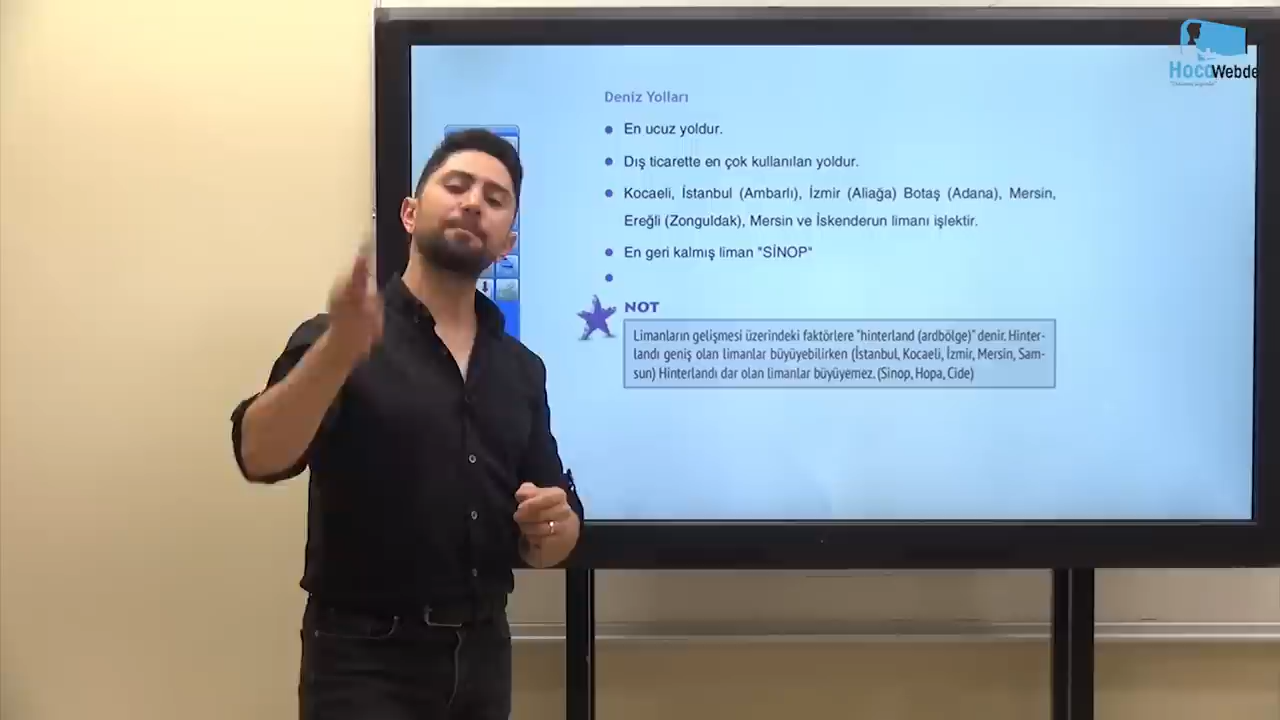 HocaWebde
Deniz Yolları
En ucuz yoldur.
Dış ticarette en çok kullanılan yoldur.
Kocaeli, İstanbul (Ambarlı), İzmir (Aliağa) Botaş (Adana), Mersin,
Ereğli (Zonguldak), Mersin ve İskenderun limanı işlektir.
En geri kalmış liman "SİNOP"
NOT
Limanların gelişmesi üzerindeki faktörlere "hinterland (ardbölge)" denir. Hinter-
landı geniş olan limanlar büyüyebilirken (İstanbul, Kocaeli, İzmir, Mersin, Sam-
sun) Hinterlandı dar olan limanlar büyüyemez. (Sinop, Hopa, Cide)